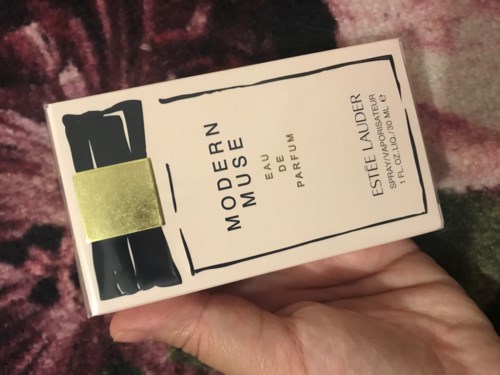 MODERN
MUSE
EAU
DE
PARFUM
ESTĒE LAUDER
SPRAY/VAPORISATEUR
1 FL.OZ.LIQ./30 ML ℮